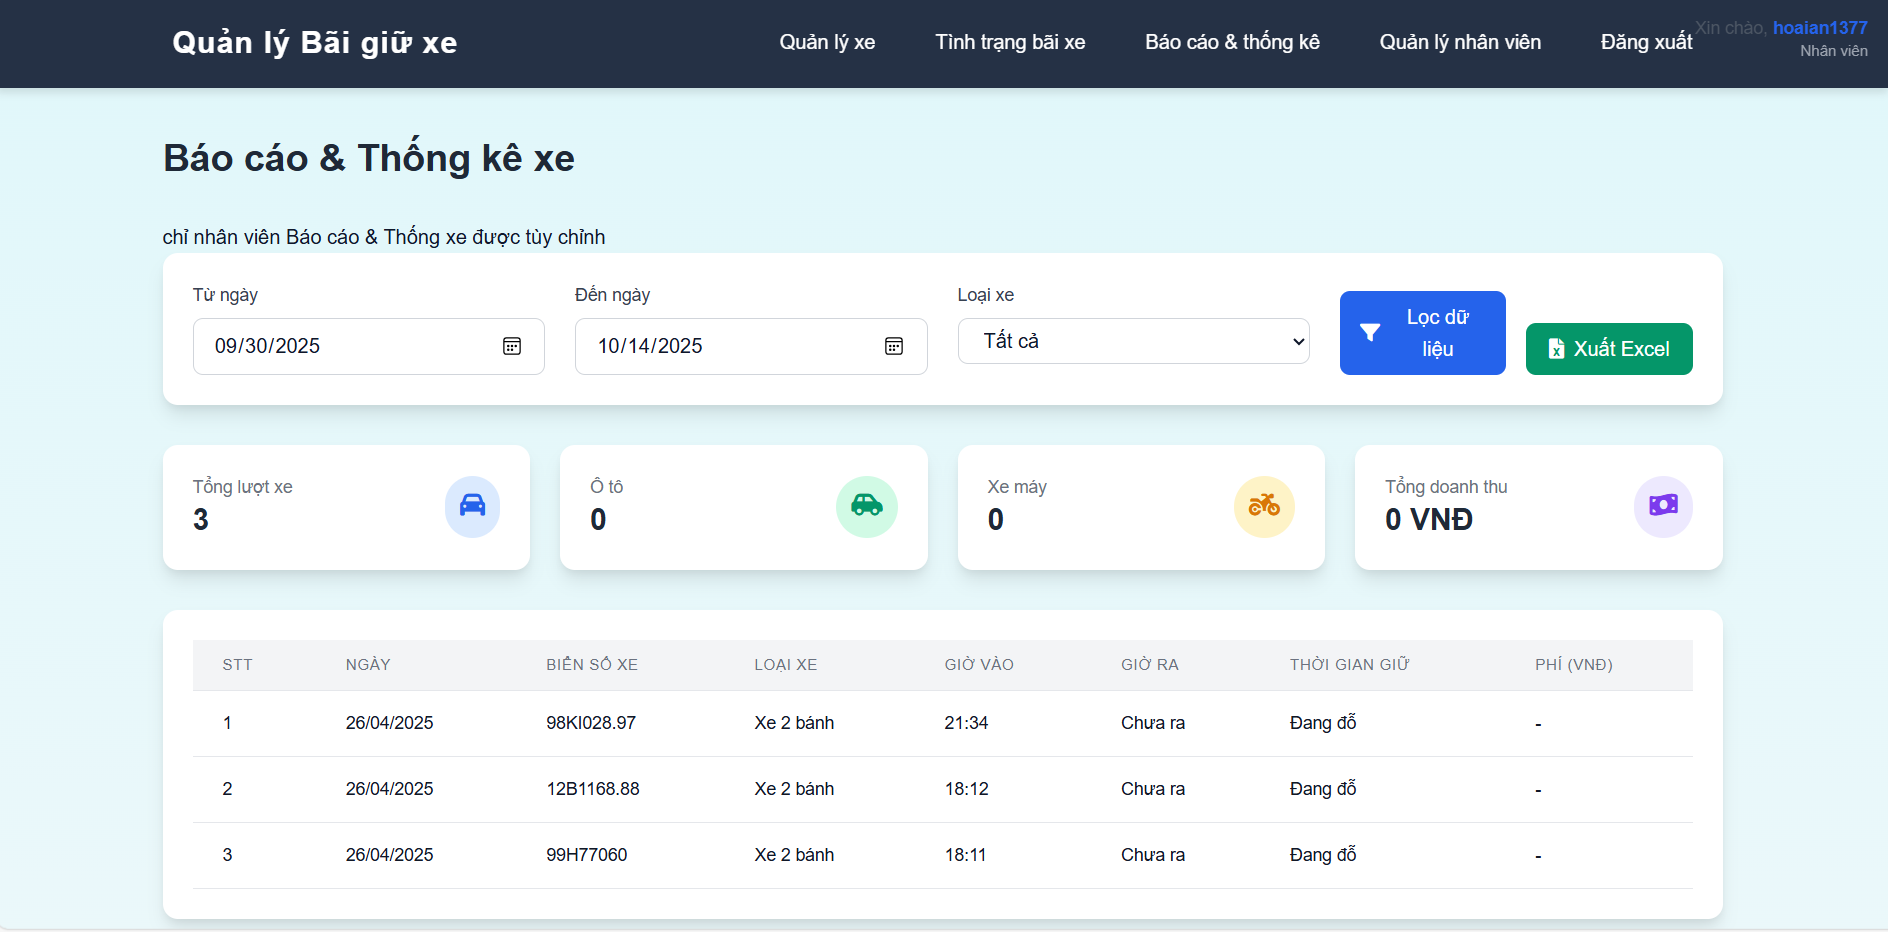 Quản lý Bãi giữ xe
Quản lý xe
Tình trạng bãi xe
Báo cáo & thống kê
Quản lý nhân viên
Đăng xuất
Xin chào, hoaian1377
Nhân viên
Báo cáo & Thống kê xe
chỉ nhân viên Báo cáo & Thống xe được tùy chỉnh
Từ ngày
Đến ngày
Loại xe
09/30/2025
10/14/2025
Tất cả
Lọc dữ
liệu
Xuất Excel
Tổng lượt xe
3
Ô tô
0
Xe máy
0
Tổng doanh thu
0 VNĐ
STT NGÀY BIỂN SỐ XE LOẠI XE GIỜ VÀO GIỜ RA THỜI GIAN GIỮ PHÍ (VNĐ)
1 26/04/2025 98KI028.97 Xe 2 bánh 21:34 Chưa ra Đang đỗ -
2 26/04/2025 12B1168.88 Xe 2 bánh 18:12 Chưa ra Đang đỗ -
3 26/04/2025 99H77060 Xe 2 bánh 18:11 Chưa ra Đang đỗ -